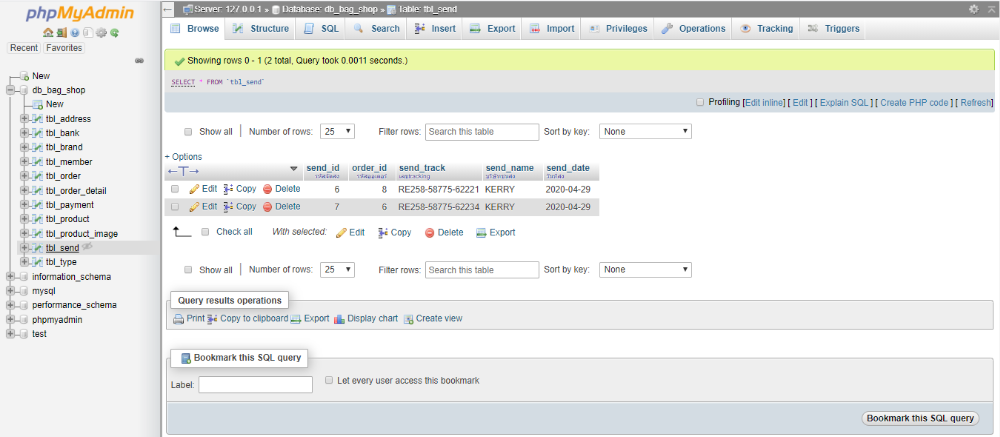 phpMyAdmin
Recent Favorites
New
db_bag_shop
New
tbl_address
tbl_bank
tbl_brand
tbl_member
tbl_order
tbl_order_detail
tbl_payment
tbl_product
tbl_product_image
tbl_send
tbl_type
information_schema
mysql
performance_schema
phpmyadmin
test
Server: 127.0.0.1 » Database: db_bag_shop » Table: tbl_send
Browse Structure SQL Search Insert Export Import Privileges Operations Tracking Triggers
Showing rows 0 - 1 (2 total, Query took 0.0011 seconds.)
SELECT * FROM `tbl_send`
Profiling [Edit inline] [ Edit ] [ Explain SQL ] [ Create PHP code ] [ Refresh]
Show all | Number of rows: 25 Filter rows: Search this table Sort by key: None
+ Options
←T→ send_id order_id send_track send_name send_date
Edit Copy Delete 6 8 RE258-58775-62221 KERRY 2020-04-29
Edit Copy Delete 7 6 RE258-58775-62234 KERRY 2020-04-29
Check all With selected: Edit Copy Delete Export
Show all | Number of rows: 25 Filter rows: Search this table Sort by key: None
Query results operations
Print Copy to clipboard Export Display chart Create view
Bookmark this SQL query
Label: Let every user access this bookmark
Bookmark this SQL query